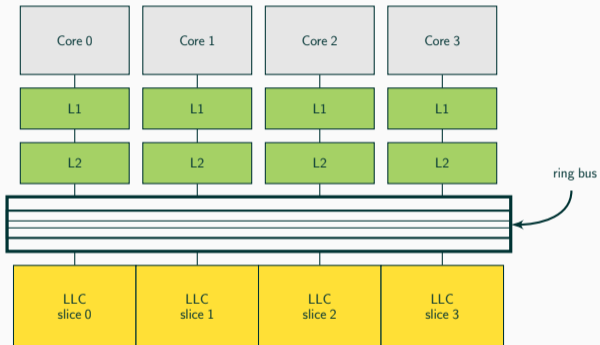 Core 0
Core 1
Core 2
Core 3
L1
L1
L1
L1
L2
L2
L2
L2
ring bus
LLC
slice 0
LLC
slice 1
LLC
slice 2
LLC
slice 3